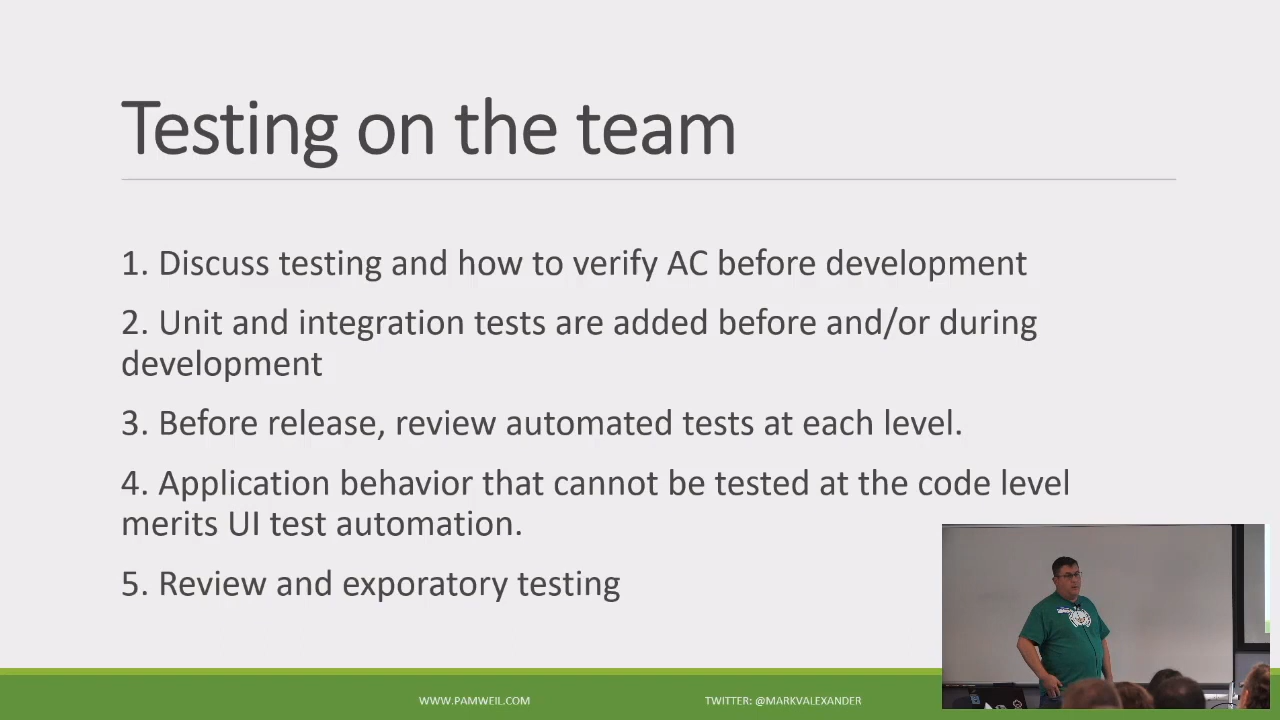 Testing on the team
1. Discuss testing and how to verify AC before development
2. Unit and integration tests are added before and/or during
development
3. Before release, review automated tests at each level.
4. Application behavior that cannot be tested at the code level
merits UI test automation.
5. Review and exporatory testing
WWW.PAMWEIL.COM
TWITTER: @MARKVALEXANDER